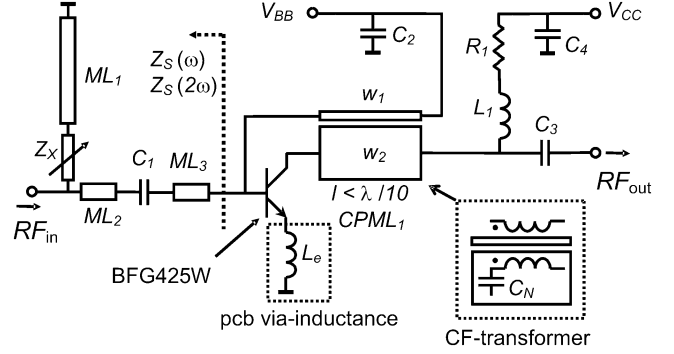 V_BB
C_2
V_CC
R_1
C_4
ML_1
Z_S (ω)
Z_S (2ω)
w_1
L_1
Z_X
C_1
ML_3
w_2
C_3
ML_2
RF_in
l < λ /10
CPML_1
RF_out
BFG425W
L_e
C_N
pcb via-inductance
CF-transformer